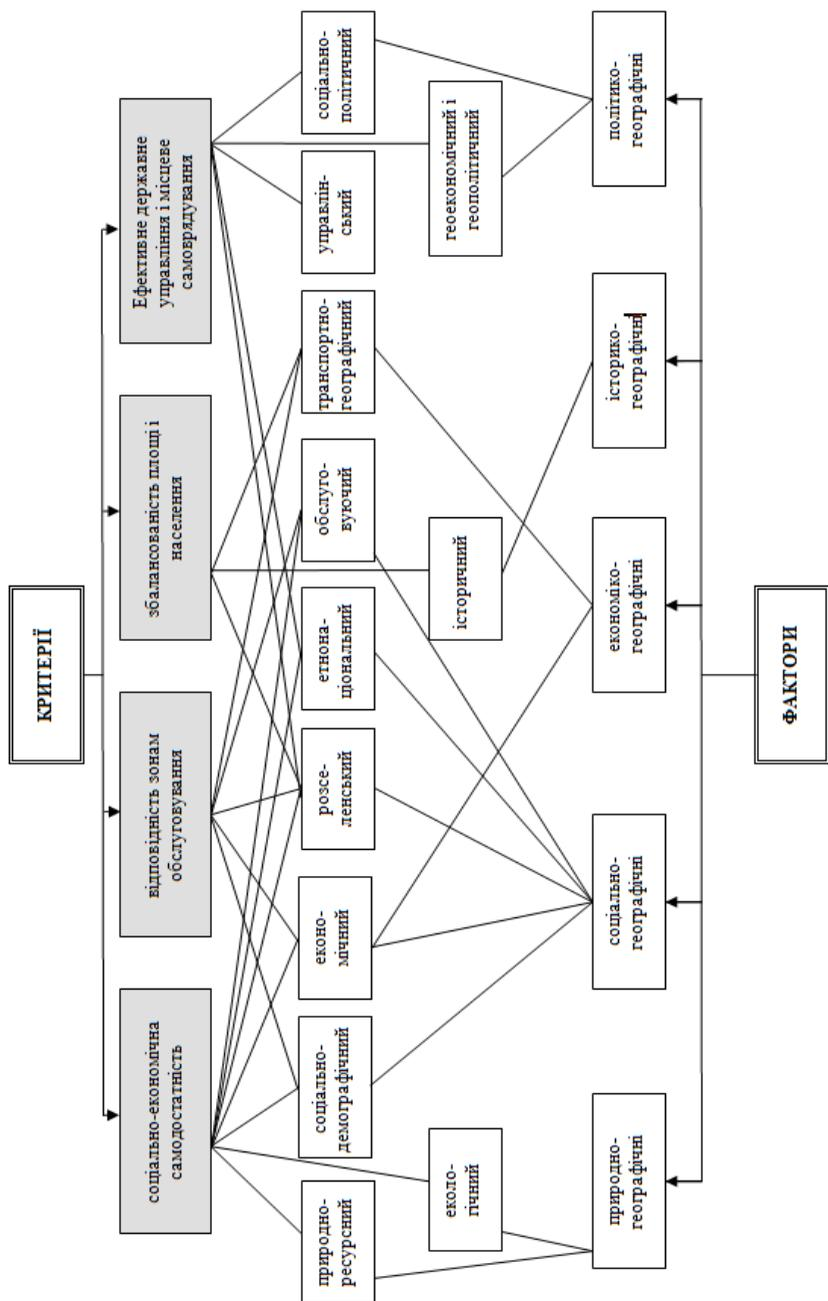 КРИТЕРІЇ
соціально-економічна
самодостатність
відповідність зонам
обслуговування
збалансованість площі і
населення
Ефективне державне
управління і місцеве
самоврядування
природно-
ресурсний
соціально-
демографічний
еконо-
мічний
розсе-
ленський
етнона-
ціональний
обслуго-
вуючий
транспортно-
географічний
управлін-
ський
соціально-
політичний
еколо-
гічний
історичний
геоекономічний і
геополітичний
природно-
географічні
соціально-
географічні
економіко-
географічні
історико-
географічні
політико-
географічні
ФАКТОРИ